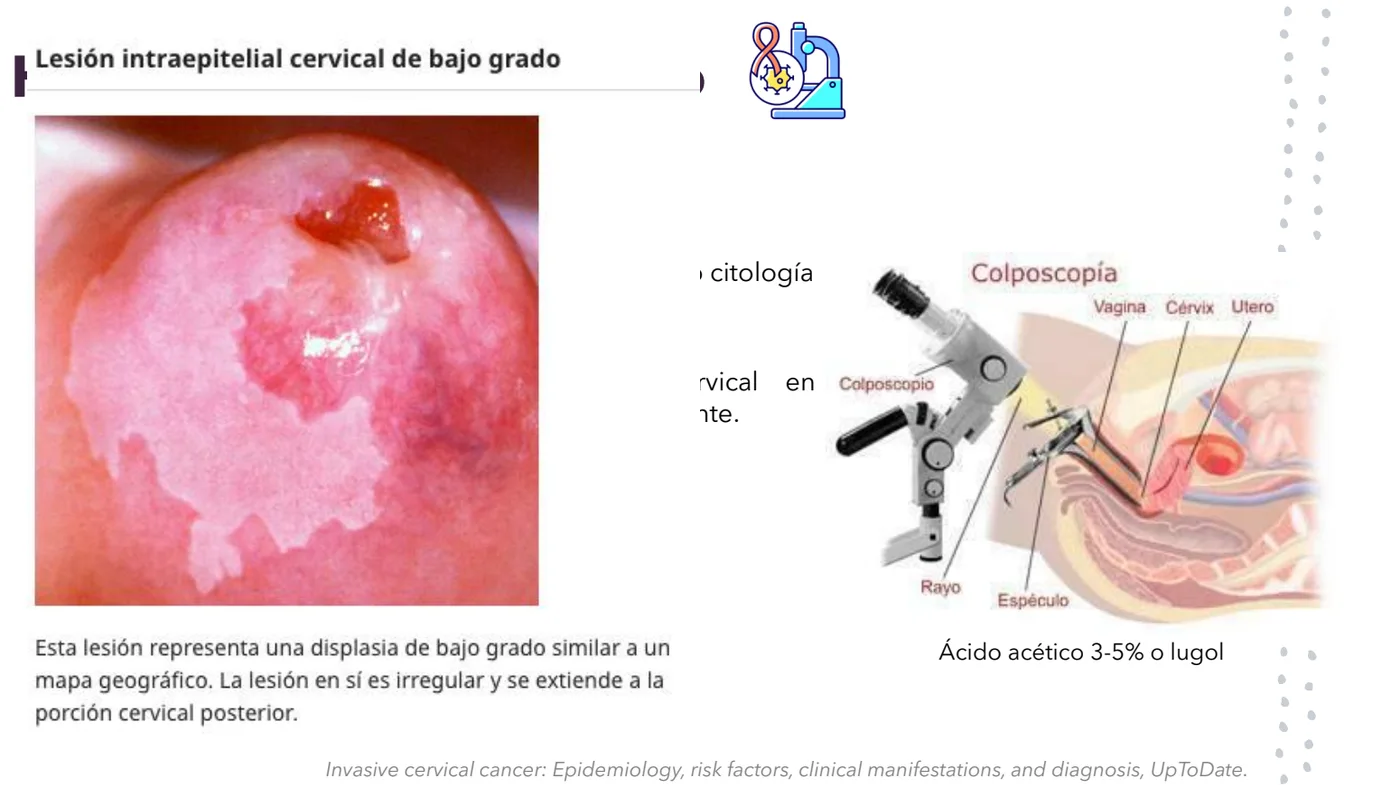 Lesión intraepitelial cervical de bajo grado
citología
en
Colposcopía
Vagina Cérvix Utero
Colposcopio
Rayo
Espéculo
Ácido acético 3-5% o lugol
Esta lesión representa una displasia de bajo grado similar a un
mapa geográfico. La lesión en sí es irregular y se extiende a la
porción cervical posterior.
Invasive cervical cancer: Epidemiology, risk factors, clinical manifestations, and diagnosis, UpToDate.